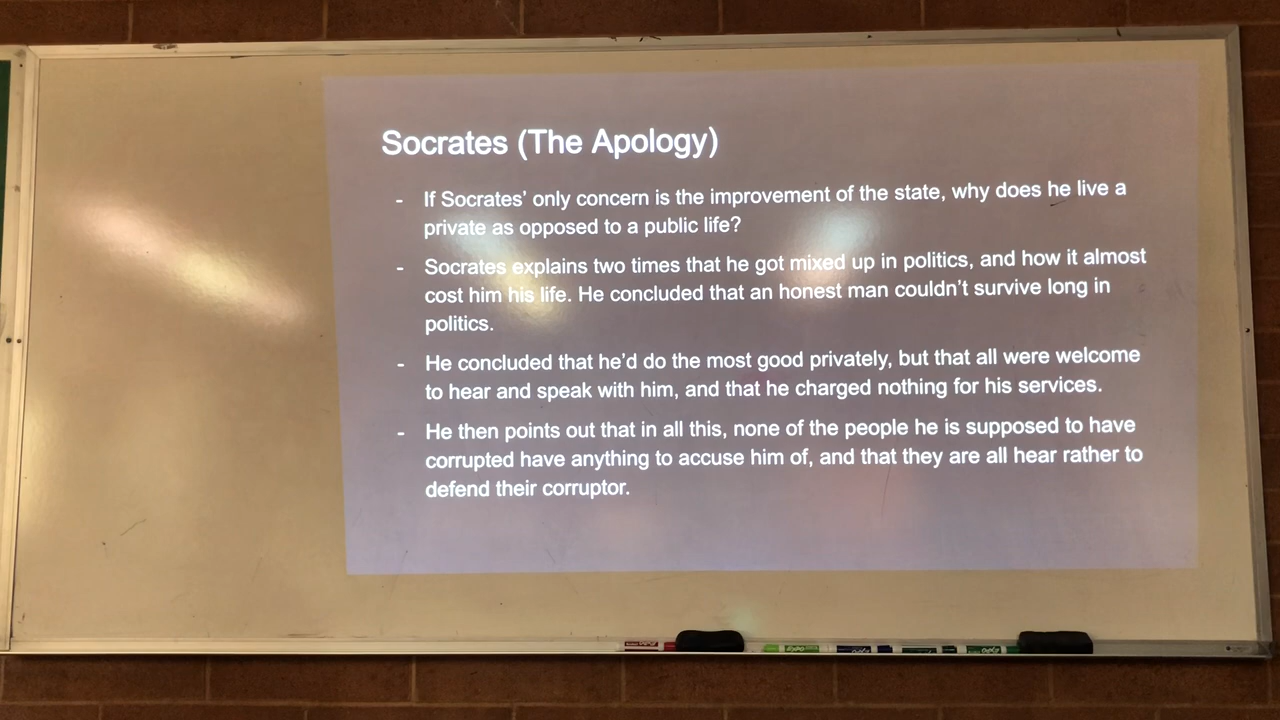 Socrates (The Apology)
- If Socrates' only concern is the improvement of the state, why does he live a
private as opposed to a public life?
- Socrates explains two times that he got mixed up in politics, and how it almost
cost him his life. He concluded that an honest man couldn't survive long in
politics.
- He concluded that he'd do the most good privately, but that all were welcome
to hear and speak with him, and that he charged nothing for his services.
- He then points out that in all this, none of the people he is supposed to have
corrupted have anything to accuse him of, and that they are all hear rather to
defend their corruptor.
EXPO